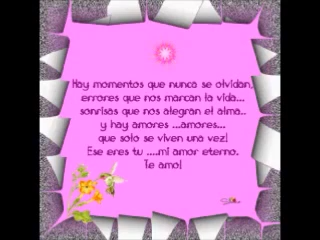 Hay momentos que nunca se olvidan,
errores que nos marcan la vida...
sonrisas que nos alegran el alma..
y hay amores ...amores...
que solo se viven una vez!
Ese eres tu ....mi amor eterno.
Te amo!